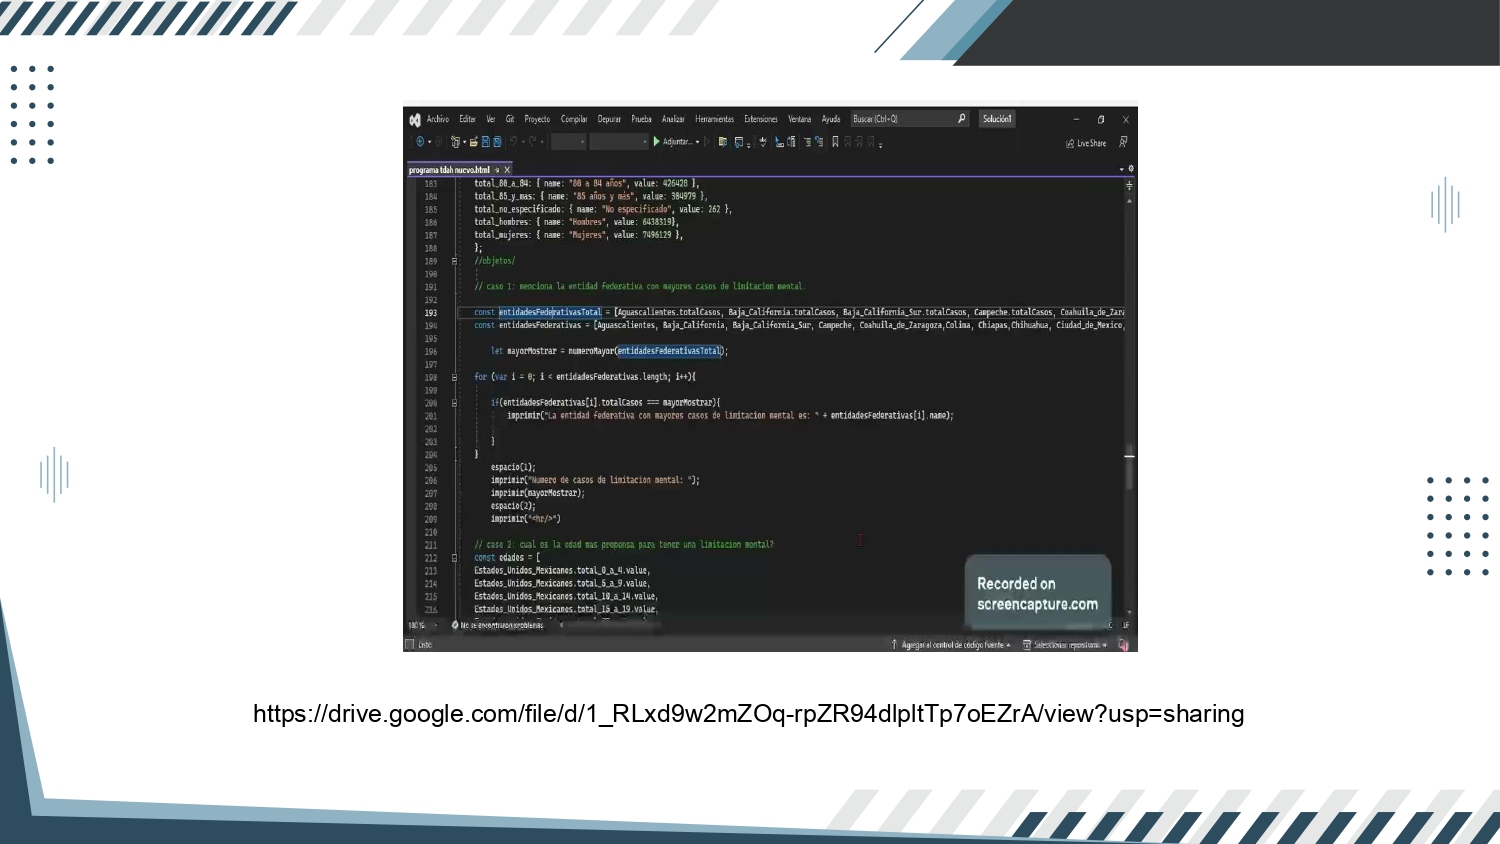 Archivo Editar Ver Git Proyecto Compilar Depurar Prueba Analizar Herramientas Extensiones Ventana Ayuda Buscar (Ctrl+Q) Solución1
Adjuntar... Live Share
programa tdah nuevo.html
183 total_80_a_84: { name: "80 a 84 años", value: 426428 },
184 total_85_y_mas: { name: "85 años y más", value: 384979 },
185 total_no_especificado: { name: "No especificado", value: 262 },
186 total_hombres: { name: "Hombres", value: 6438319},
187 total_mujeres: { name: "Mujeres", value: 7496129 },
188 };
189 //objetos/
190
191 // caso 1: menciona la entidad federativa con mayores casos de limitacion mental.
192
193 const entidadesFederativasTotal = [Aguascalientes.totalCasos, Baja_California.totalCasos, Baja_California_Sur.totalCasos, Campeche.totalCasos, Coahuila_de_Zara
194 const entidadesFederativas = [Aguascalientes, Baja_California, Baja_California_Sur, Campeche, Coahuila_de_Zaragoza,Colima, Chiapas,Chihuahua, Ciudad_de_Mexico,
195
196 let mayorMostrar = numeroMayor(entidadesFederativasTotal);
197
198 for (var i = 0; i < entidadesFederativas.length; i++){
199
200 if(entidadesFederativas[i].totalCasos === mayorMostrar){
201 imprimir("La entidad federativa con mayores casos de limitacion mental es: " + entidadesFederativas[i].name);
202
203 }
204 }
205 espacio(1);
206 imprimir("Numero de casos de limitacion mental: ");
207 imprimir(mayorMostrar);
208 espacio(2);
209 imprimir("<hr/>")
210
211 // caso 2: cual es la edad mas propensa para tener una limitacion mental?
212 const edades = [
213 Estados_Unidos_Mexicanos.total_0_a_4.value,
214 Estados_Unidos_Mexicanos.total_5_a_9.value,
215 Estados_Unidos_Mexicanos.total_10_a_14.value,
216 Estados_Unidos_Mexicanos.total_15_a_19.value,
Recorded on
screencapture.com
No se encontraron problemas
Listo Agregar al control de código fuente Seleccionar repositorio
https://drive.google.com/file/d/1_RLxd9w2mZOq-rpZR94dlpItTp7oEZrA/view?usp=sharing